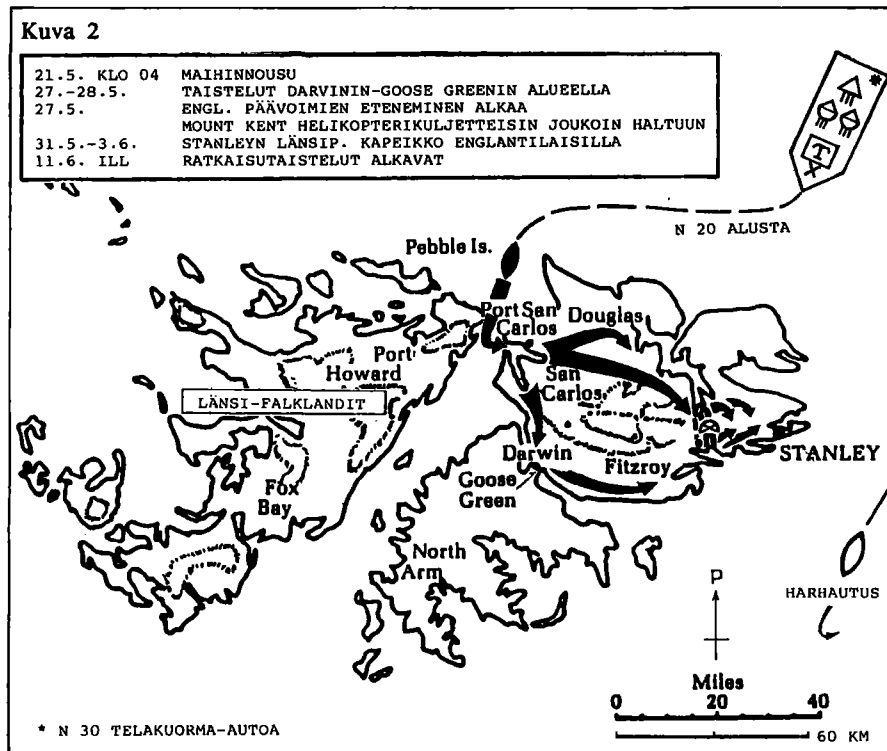 Kuva 2
21.5. KLO 04 MAIHINNOUSU
27.-28.5. TAISTELUT DARVININ-GOOSE GREENIN ALUEELLA
27.5. ENGL. PÄÄVOIMIEN ETENEMINEN ALKAA
MOUNT KENT HELIKOPTERIKULJETTEISIN JOUKOIN HALTUUN
31.5.-3.6. STANLEYN LÄNSIP. KAPEIKKO ENGLANTILAISILLA
11.6. ILL RATKAISUTAISTELUT ALKAVAT
*
T
N 20 ALUSTA
Pebble Is.
Port San
Carlos
Douglas
Port
Howard
San
Carlos
LÄNSI-FALKLANDIT
Darwin
Fitzroy
STANLEY
Goose
Green
Fox
Bay
North
Arm
HARHAUTUS
P
Miles
0 20 40
60 KM
* N 30 TELAKUORMA-AUTOA